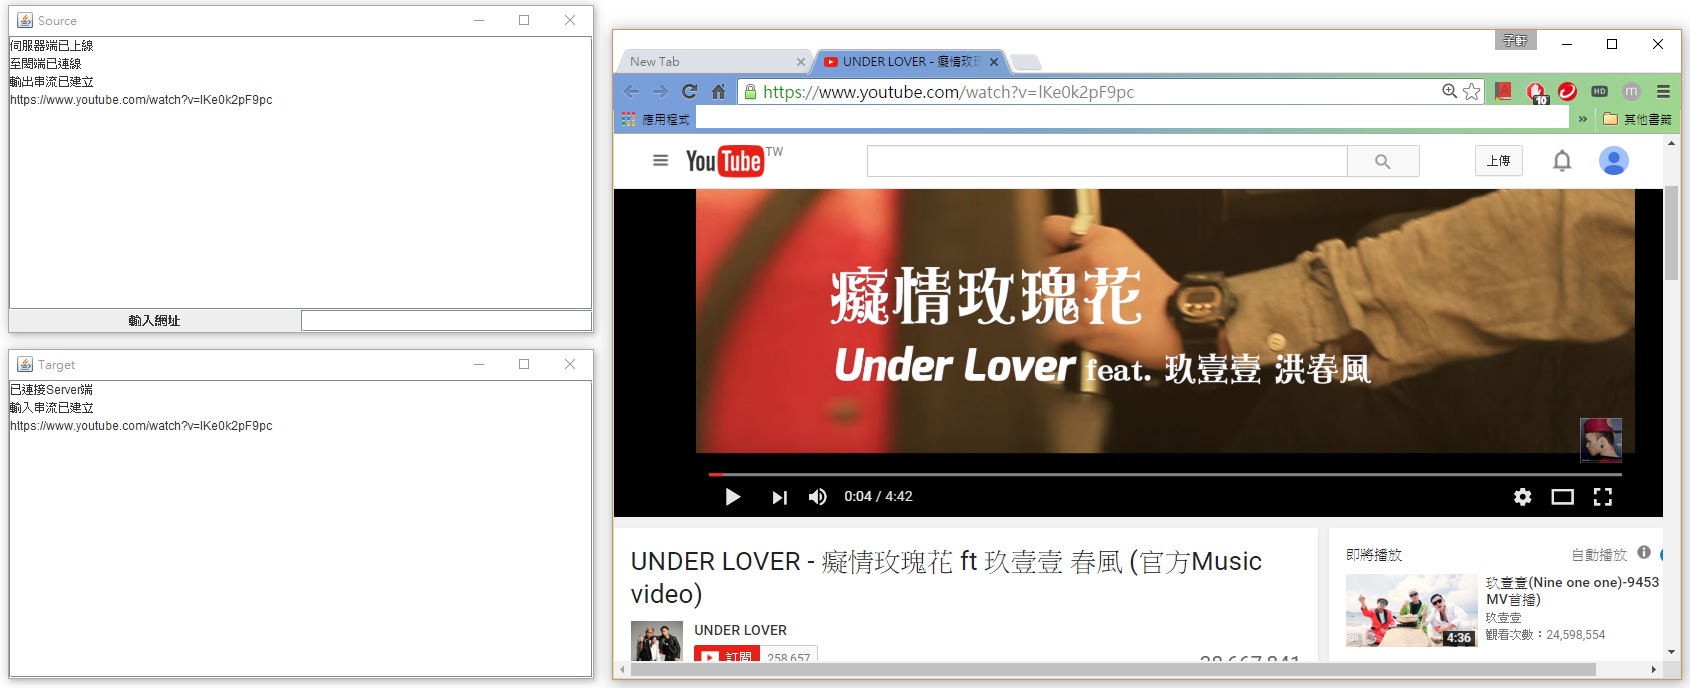 Source
伺服器端已上線
至閱端已連線
輸出串流已建立
https://www.youtube.com/watch?v=lKe0k2pF9pc
輸入網址
Target
已連接Server端
輸入串流已建立
https://www.youtube.com/watch?v=lKe0k2pF9pc
子軒
New Tab
UNDER LOVER - 癡情玫
https://www.youtube.com/watch?v=lKe0k2pF9pc
10
HD
m
應用程式
其他書籤
YouTube TW
上傳
癡情玫瑰花
Under Lover feat. 玖壹壹 洪春風
0:04 / 4:42
UNDER LOVER - 癡情玫瑰花 ft 玖壹壹 春風 (官方Music
video)
UNDER LOVER
訂閱 258,657
28,667,841
即將播放
自動播放
玖壹壹(Nine one one)-9453
MV首播)
玖壹壹
觀看次數：24,598,554
4:36